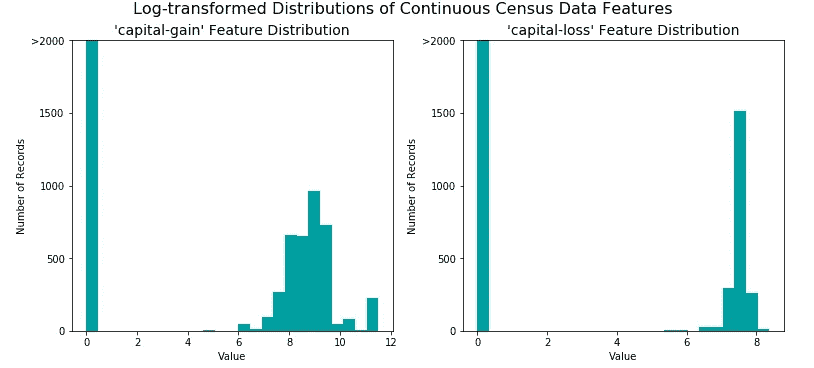 Log-transformed Distributions of Continuous Census Data Features
'capital-gain' Feature Distribution
>2000
1500
1000
500
0
Number of Records
0 2 4 6 8 10 12
Value
'capital-loss' Feature Distribution
>2000
1500
1000
500
0
Number of Records
0 2 4 6 8
Value